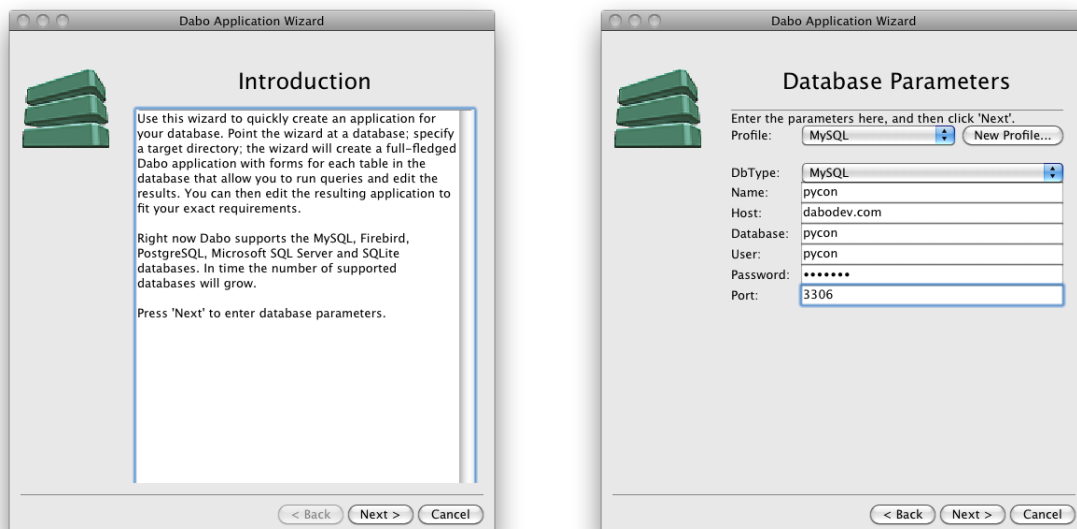 Dabo Application Wizard
Introduction
Use this wizard to quickly create an application for
your database. Point the wizard at a database; specify
a target directory; the wizard will create a full-fledged
Dabo application with forms for each table in the
database that allow you to run queries and edit the
results. You can then edit the resulting application to
fit your exact requirements.
Right now Dabo supports the MySQL, Firebird,
PostgreSQL, Microsoft SQL Server and SQLite
databases. In time the number of supported
databases will grow.
Press 'Next' to enter database parameters.
< Back Next > Cancel
Dabo Application Wizard
Database Parameters
Enter the parameters here, and then click 'Next'.
Profile: MySQL New Profile...
DbType: MySQL
Name: pycon
Host: dabodev.com
Database: pycon
User: pycon
Password: •••••••
Port: 3306
< Back Next > Cancel